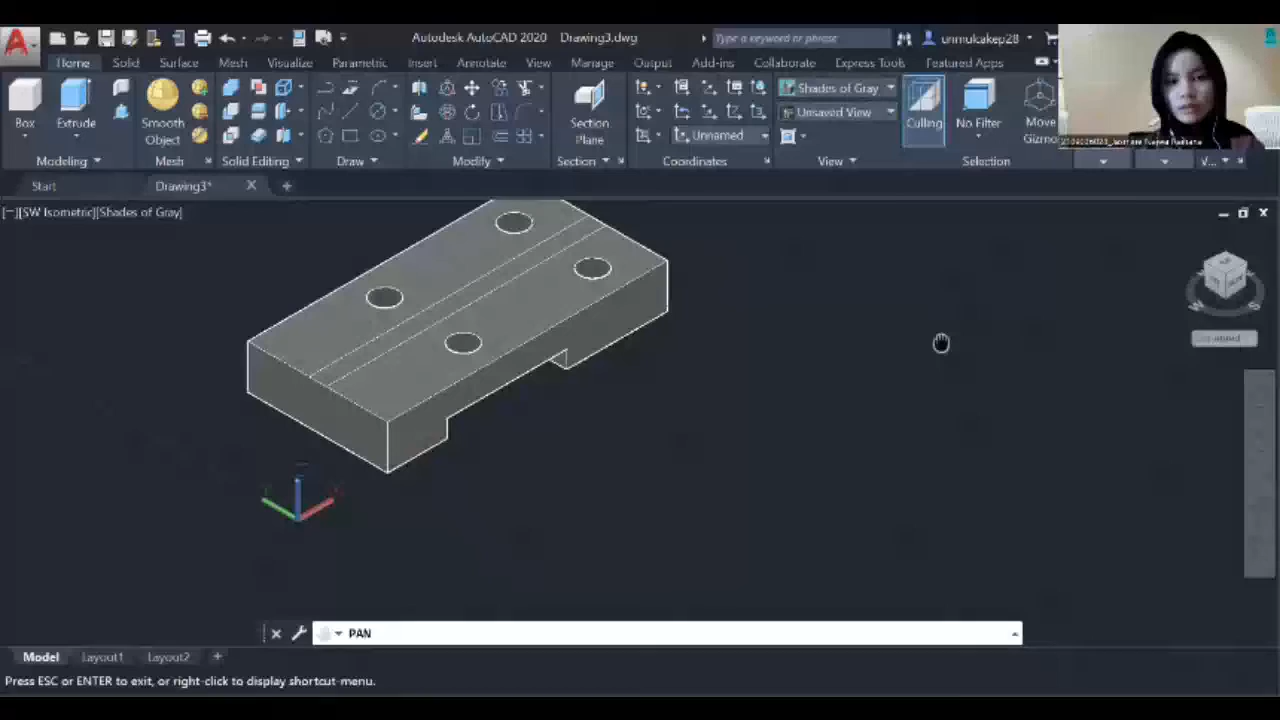 Autodesk AutoCAD 2020 Drawing3.dwg
Type a keyword or phrase
unmulcakep28
Home Solid Surface Mesh Visualize Parametric Insert Annotate View Manage Output Add-ins Collaborate Express Tools Featured Apps
Shades of Gray
Unsaved View
Box Extrude Smooth Object Section Plane Culling No Filter Move Gizmo
Unnamed
Modeling Mesh Solid Editing Draw Modify Section Coordinates View Selection V...
Start Drawing3*
[−][SW Isometric][Shades of Gray]
PAN
Model Layout1 Layout2
Press ESC or ENTER to exit, or right-click to display shortcut-menu.